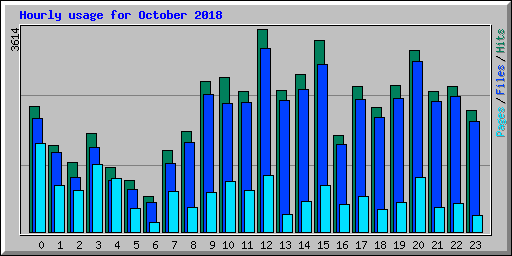 Hourly usage for October 2018
3614
Pages / Files / Hits
0 1 2 3 4 5 6 7 8 9 10 11 12 13 14 15 16 17 18 19 20 21 22 23